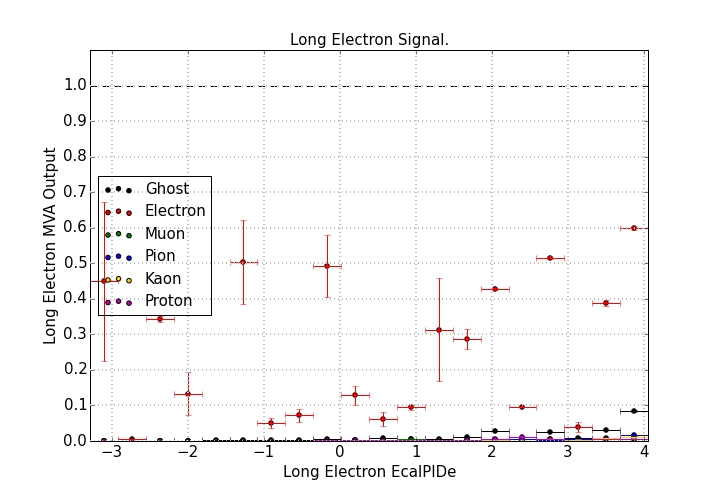 Long Electron Signal.
Long Electron MVA Output
1.0
0.9
0.8
0.7
0.6
0.5
0.4
0.3
0.2
0.1
0.0
Ghost
Electron
Muon
Pion
Kaon
Proton
−3
−2
−1
0
1
2
3
4
Long Electron EcalPIDe